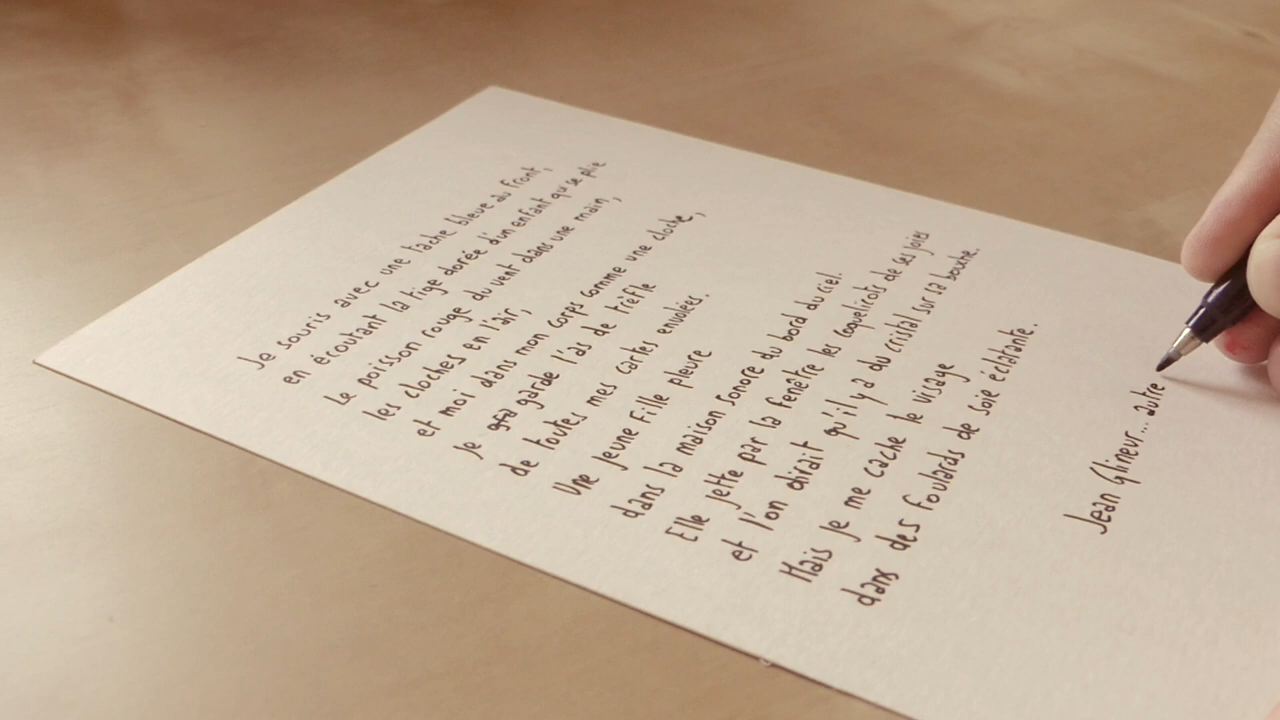 Je souris avec une tache bleue au front,
en écoutant la tige dorée d'un enfant qui se plie
Le poisson rouge du vent dans une main,
les cloches en l'air,
et moi dans mon corps comme une cloche,
Je garde l'as de trèfle
de toutes mes cartes envolées.
Une jeune fille pleure
dans la maison sonore du bord du ciel.
Elle jette par la fenêtre les coquelicots de ses joies
et l'on dirait qu'il y a du cristal sur sa bouche.
Mais je me cache le visage
dans des foulards de soie éclatante.
Jean Glineur... autre